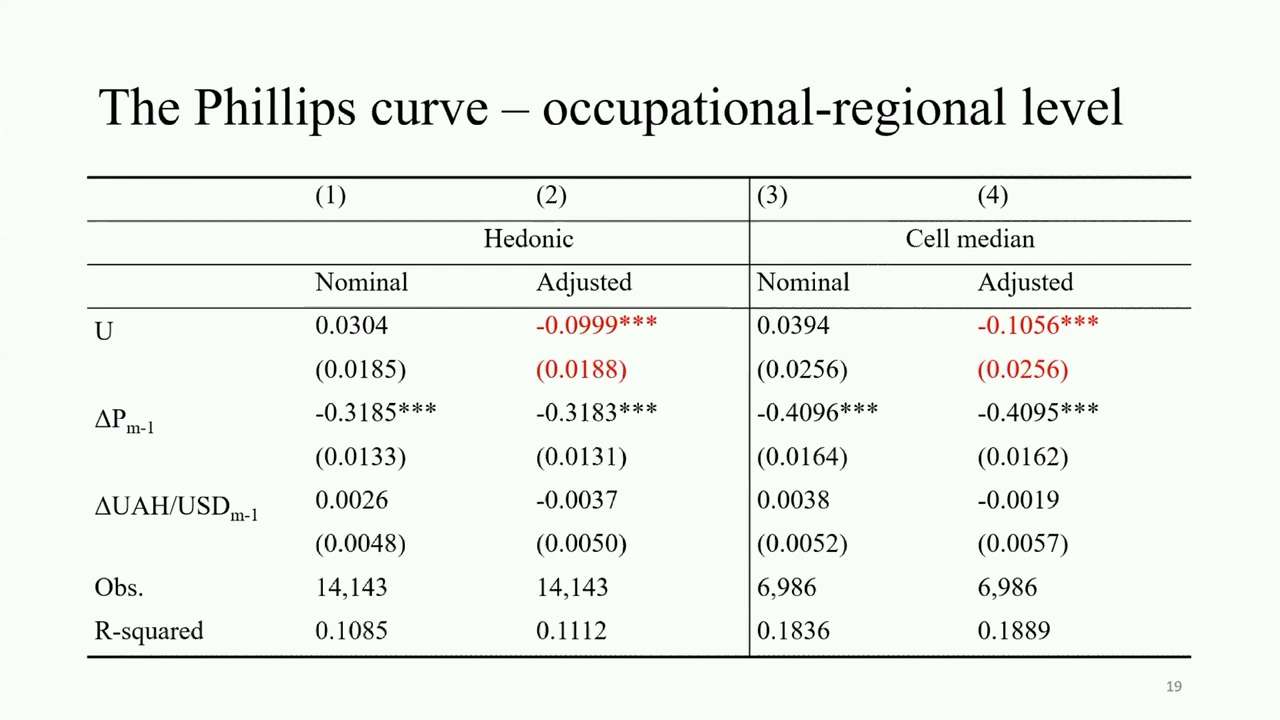 The Phillips curve – occupational-regional level
(1) (2) (3) (4)
Hedonic Cell median
Nominal Adjusted Nominal Adjusted
U 0.0304 -0.0999*** 0.0394 -0.1056***
(0.0185) (0.0188) (0.0256) (0.0256)
ΔPm-1 -0.3185*** -0.3183*** -0.4096*** -0.4095***
(0.0133) (0.0131) (0.0164) (0.0162)
ΔUAH/USDm-1 0.0026 -0.0037 0.0038 -0.0019
(0.0048) (0.0050) (0.0052) (0.0057)
Obs. 14,143 14,143 6,986 6,986
R-squared 0.1085 0.1112 0.1836 0.1889
19